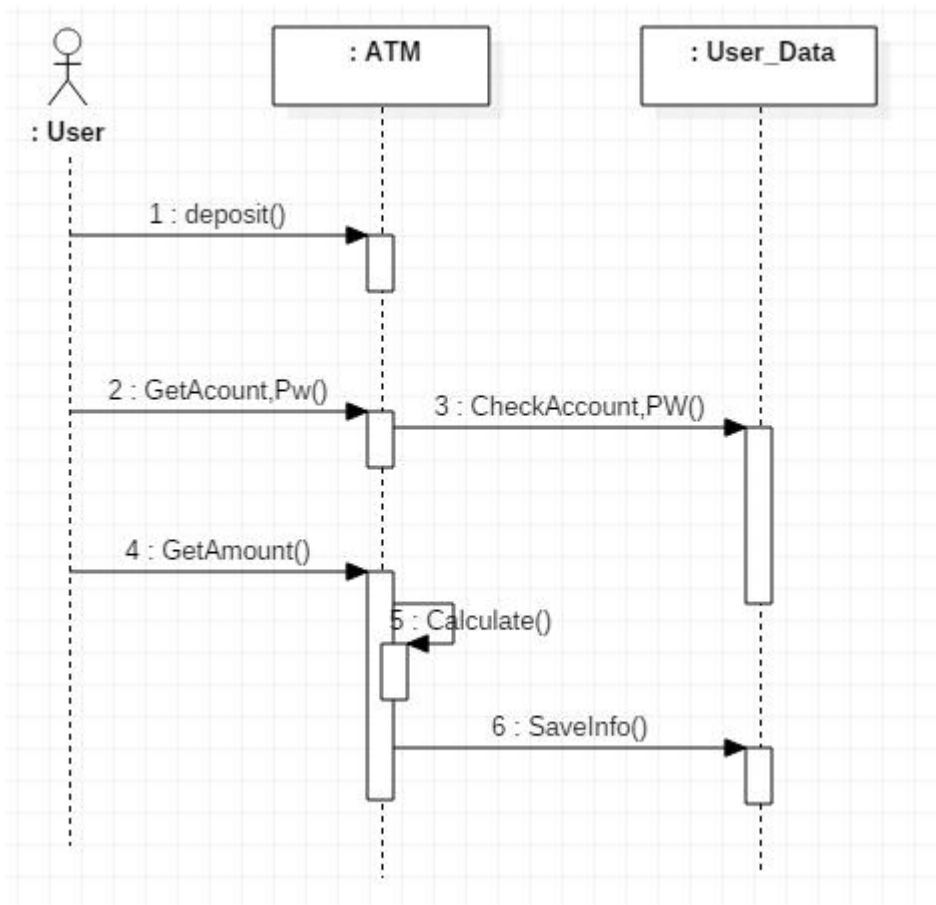 : ATM
: User_Data
: User
1 : deposit()
2 : GetAcount,Pw()
3 : CheckAccount,PW()
4 : GetAmount()
5 : Calculate()
6 : SaveInfo()